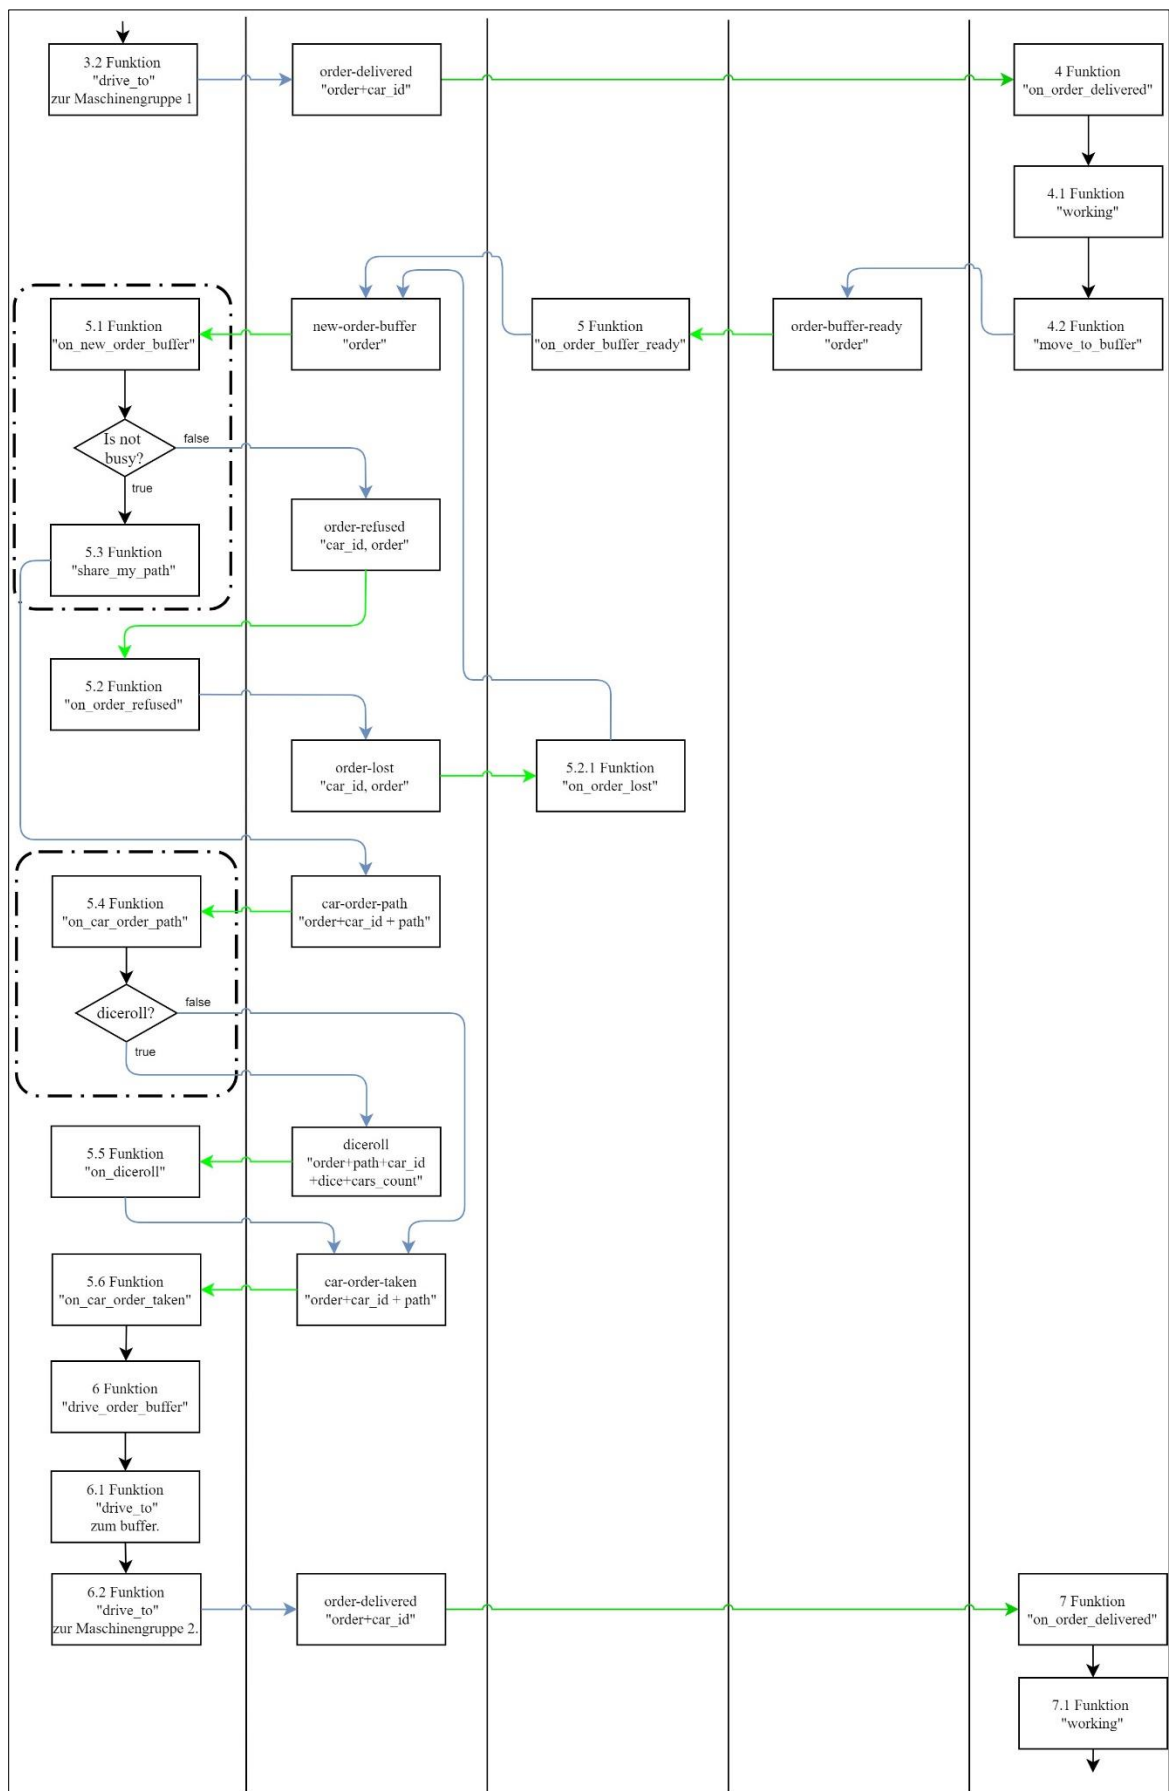 3.2 Funktion
"drive_to"
zur Maschinengruppe 1
order-delivered
"order+car_id"
4 Funktion
"on_order_delivered"
4.1 Funktion
"working"
5.1 Funktion
"on_new_order_buffer"
new-order-buffer
"order"
5 Funktion
"on_order_buffer_ready"
order-buffer-ready
"order"
4.2 Funktion
"move_to_buffer"
Is not
busy?
false
true
order-refused
"car_id, order"
5.3 Funktion
"share_my_path"
5.2 Funktion
"on_order_refused"
order-lost
"car_id, order"
5.2.1 Funktion
"on_order_lost"
5.4 Funktion
"on_car_order_path"
car-order-path
"order+car_id + path"
diceroll?
false
true
5.5 Funktion
"on_diceroll"
diceroll
"order+path+car_id
+dice+cars_count"
5.6 Funktion
"on_car_order_taken"
car-order-taken
"order+car_id + path"
6 Funktion
"drive_order_buffer"
6.1 Funktion
"drive_to"
zum buffer.
6.2 Funktion
"drive_to"
zur Maschinengruppe 2.
order-delivered
"order+car_id"
7 Funktion
"on_order_delivered"
7.1 Funktion
"working"